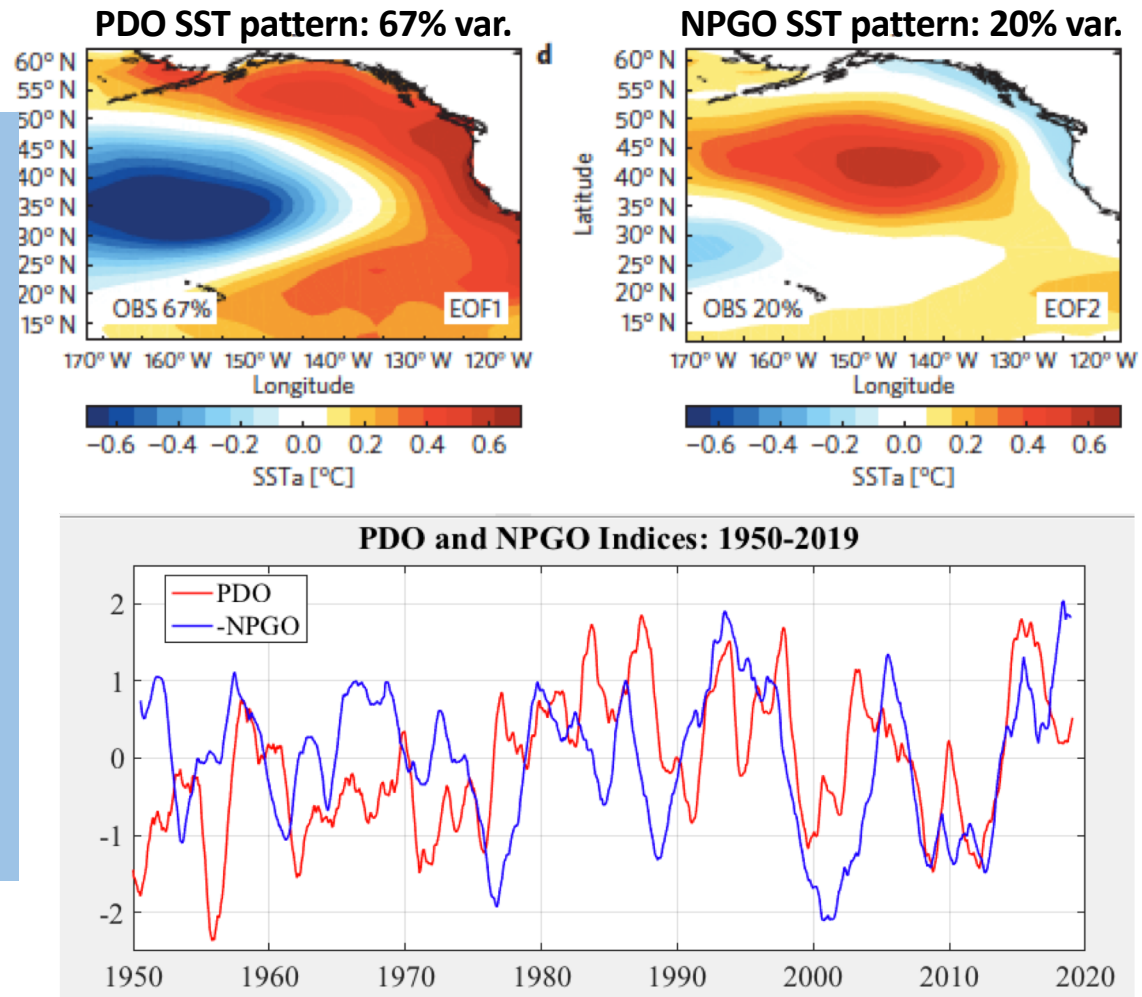 PDO SST pattern: 67% var.
NPGO SST pattern: 20% var.
60° N
55° N
50° N
45° N
40° N
35° N
30° N
25° N
20° N
15° N
OBS 67%
EOF1
170° W 160° W 150° W 140° W 130° W 120° W
Longitude
−0.6 −0.4 −0.2 0.0 0.2 0.4 0.6
SSTa [°C]
d
Latitude
60° N
55° N
50° N
45° N
40° N
35° N
30° N
25° N
20° N
15° N
OBS 20%
EOF2
170° W 160° W 150° W 140° W 130° W 120° W
Longitude
−0.6 −0.4 −0.2 0.0 0.2 0.4 0.6
SSTa [°C]
PDO and NPGO Indices: 1950-2019
PDO
-NPGO
2
1
0
-1
-2
1950 1960 1970 1980 1990 2000 2010 2020